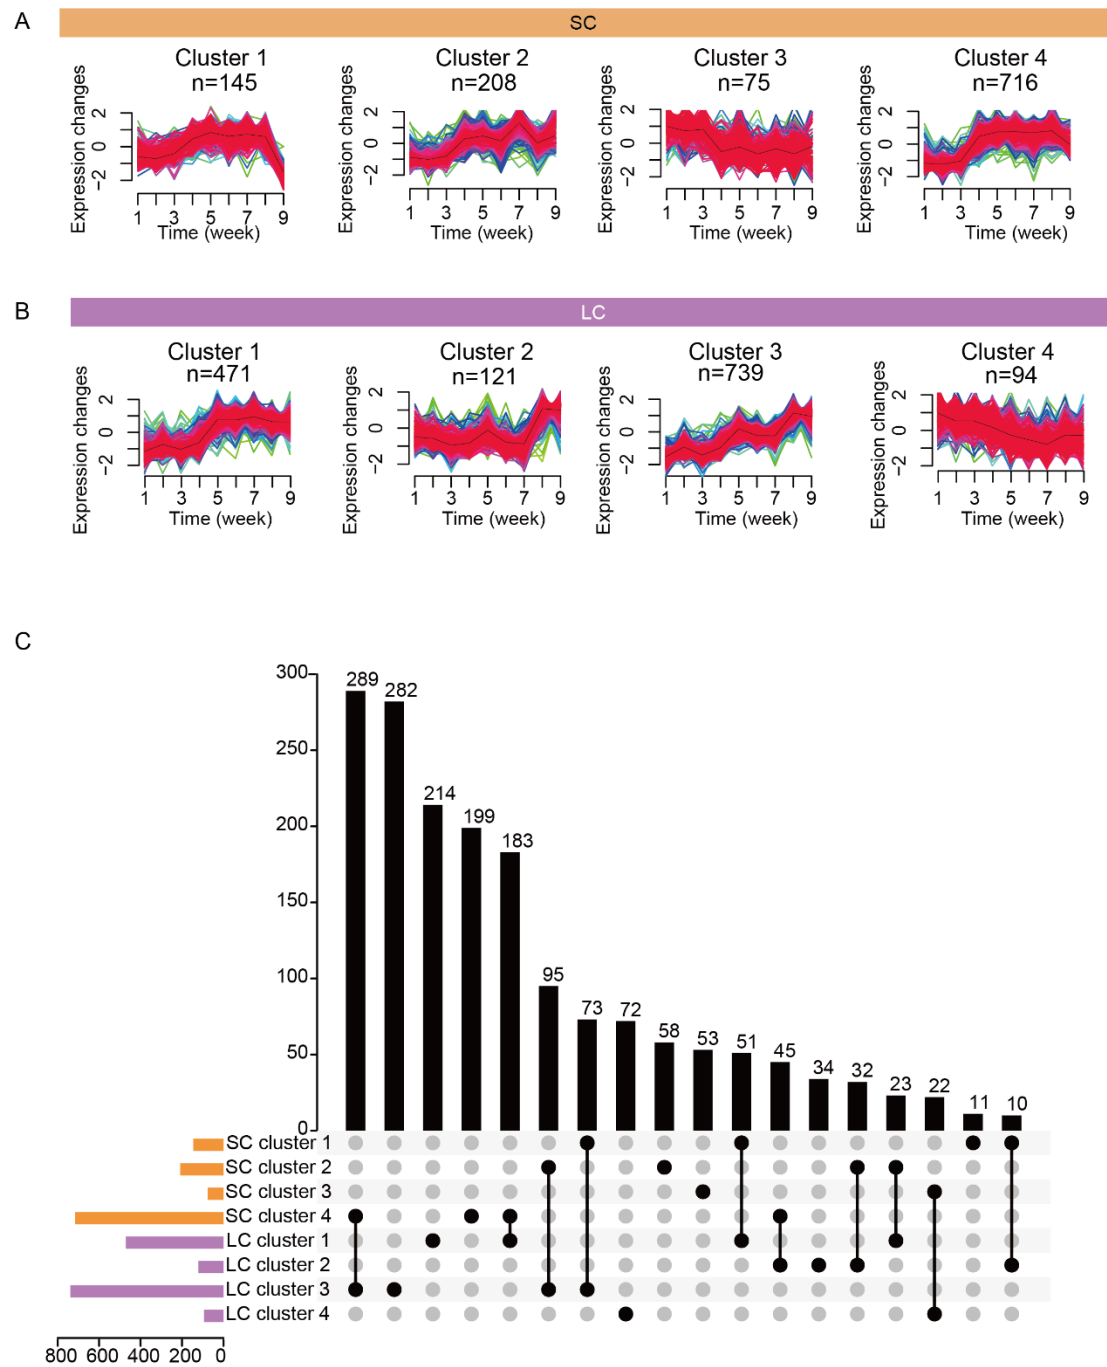 A
SC
Cluster 1
n=145
Cluster 2
n=208
Cluster 3
n=75
Cluster 4
n=716
Expression changes
2
0
-2
1 3 5 7 9
Time (week)
Expression changes
2
0
-2
1 3 5 7 9
Time (week)
Expression changes
2
0
-2
1 3 5 7 9
Time (week)
Expression changes
2
0
-2
1 3 5 7 9
Time (week)
B
LC
Cluster 1
n=471
Cluster 2
n=121
Cluster 3
n=739
Cluster 4
n=94
Expression changes
2
0
-2
1 3 5 7 9
Time (week)
Expression changes
2
0
-2
1 3 5 7 9
Time (week)
Expression changes
2
0
-2
1 3 5 7 9
Time (week)
Expression changes
2
0
-2
1 3 5 7 9
Time (week)
C
300
250
200
150
100
50
0
289 282 214 199 183 95 73 72 58 53 51 45 34 32 23 22 11 10
SC cluster 1
SC cluster 2
SC cluster 3
SC cluster 4
LC cluster 1
LC cluster 2
LC cluster 3
LC cluster 4
800 600 400 200 0